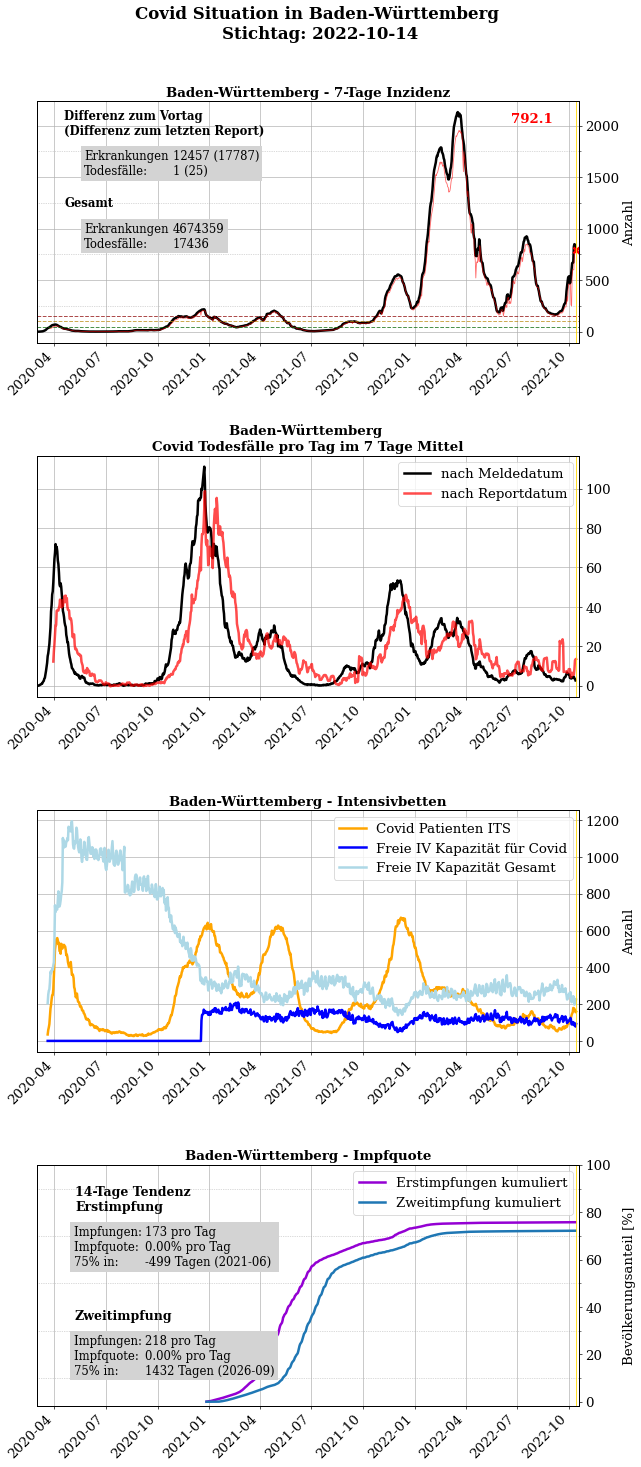 Covid Situation in Baden-Württemberg
Stichtag: 2022-10-14
Baden-Württemberg - 7-Tage Inzidenz
Differenz zum Vortag
(Differenz zum letzten Report)
Erkrankungen 12457 (17787)
Todesfälle: 1 (25)
Gesamt
Erkrankungen 4674359
Todesfälle: 17436
792.1
2000
1500
1000
500
0
Anzahl
2020-04 2020-07 2020-10 2021-01 2021-04 2021-07 2021-10 2022-01 2022-04 2022-07 2022-10
Baden-Württemberg
Covid Todesfälle pro Tag im 7 Tage Mittel
nach Meldedatum
nach Reportdatum
100
80
60
40
20
0
2020-04 2020-07 2020-10 2021-01 2021-04 2021-07 2021-10 2022-01 2022-04 2022-07 2022-10
Baden-Württemberg - Intensivbetten
Covid Patienten ITS
Freie IV Kapazität für Covid
Freie IV Kapazität Gesamt
1200
1000
800
600
400
200
0
Anzahl
2020-04 2020-07 2020-10 2021-01 2021-04 2021-07 2021-10 2022-01 2022-04 2022-07 2022-10
Baden-Württemberg - Impfquote
14-Tage Tendenz
Erstimpfung
Impfungen: 173 pro Tag
Impfquote: 0.00% pro Tag
75% in: -499 Tagen (2021-06)
Zweitimpfung
Impfungen: 218 pro Tag
Impfquote: 0.00% pro Tag
75% in: 1432 Tagen (2026-09)
Erstimpfungen kumuliert
Zweitimpfung kumuliert
100
80
60
40
20
0
Bevölkerungsanteil [%]
2020-04 2020-07 2020-10 2021-01 2021-04 2021-07 2021-10 2022-01 2022-04 2022-07 2022-10